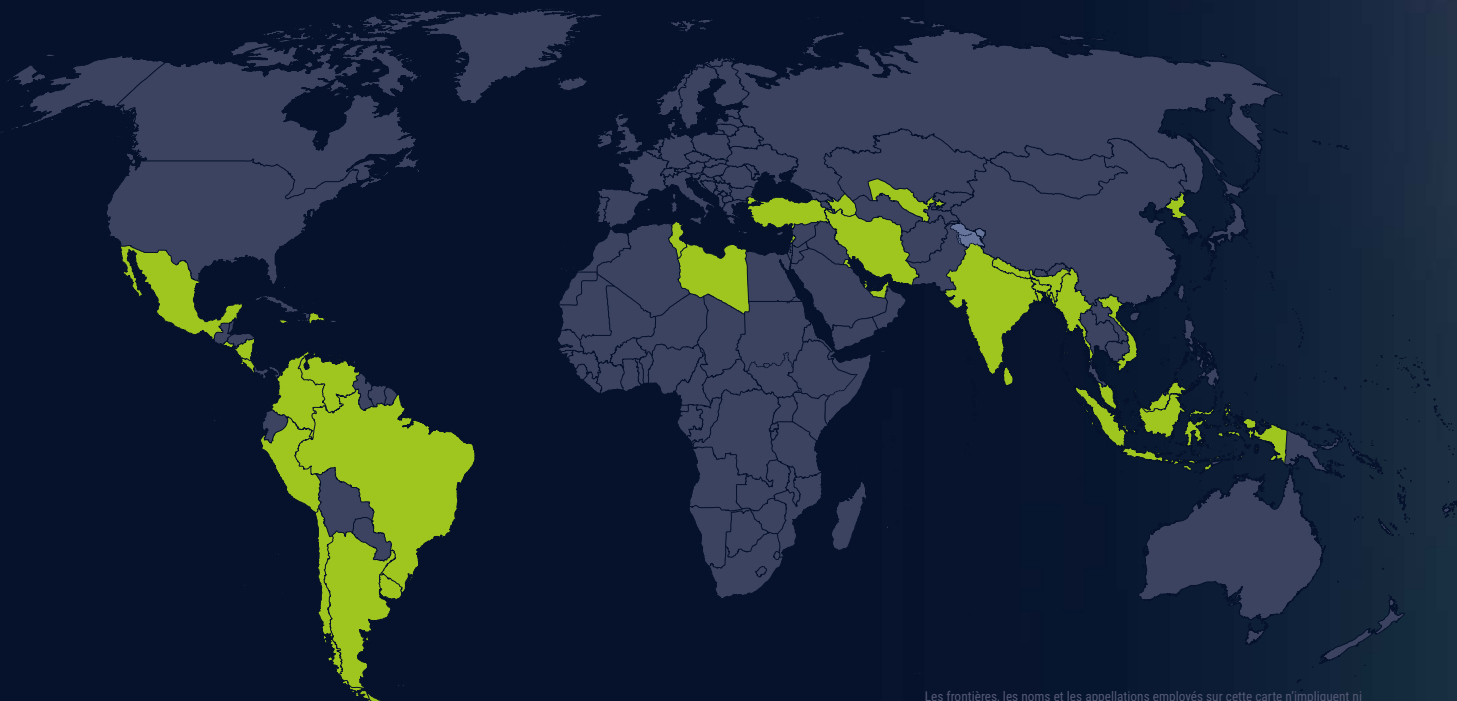 Les frontières, les noms et les appellations employés sur cette carte n'impliquent ni